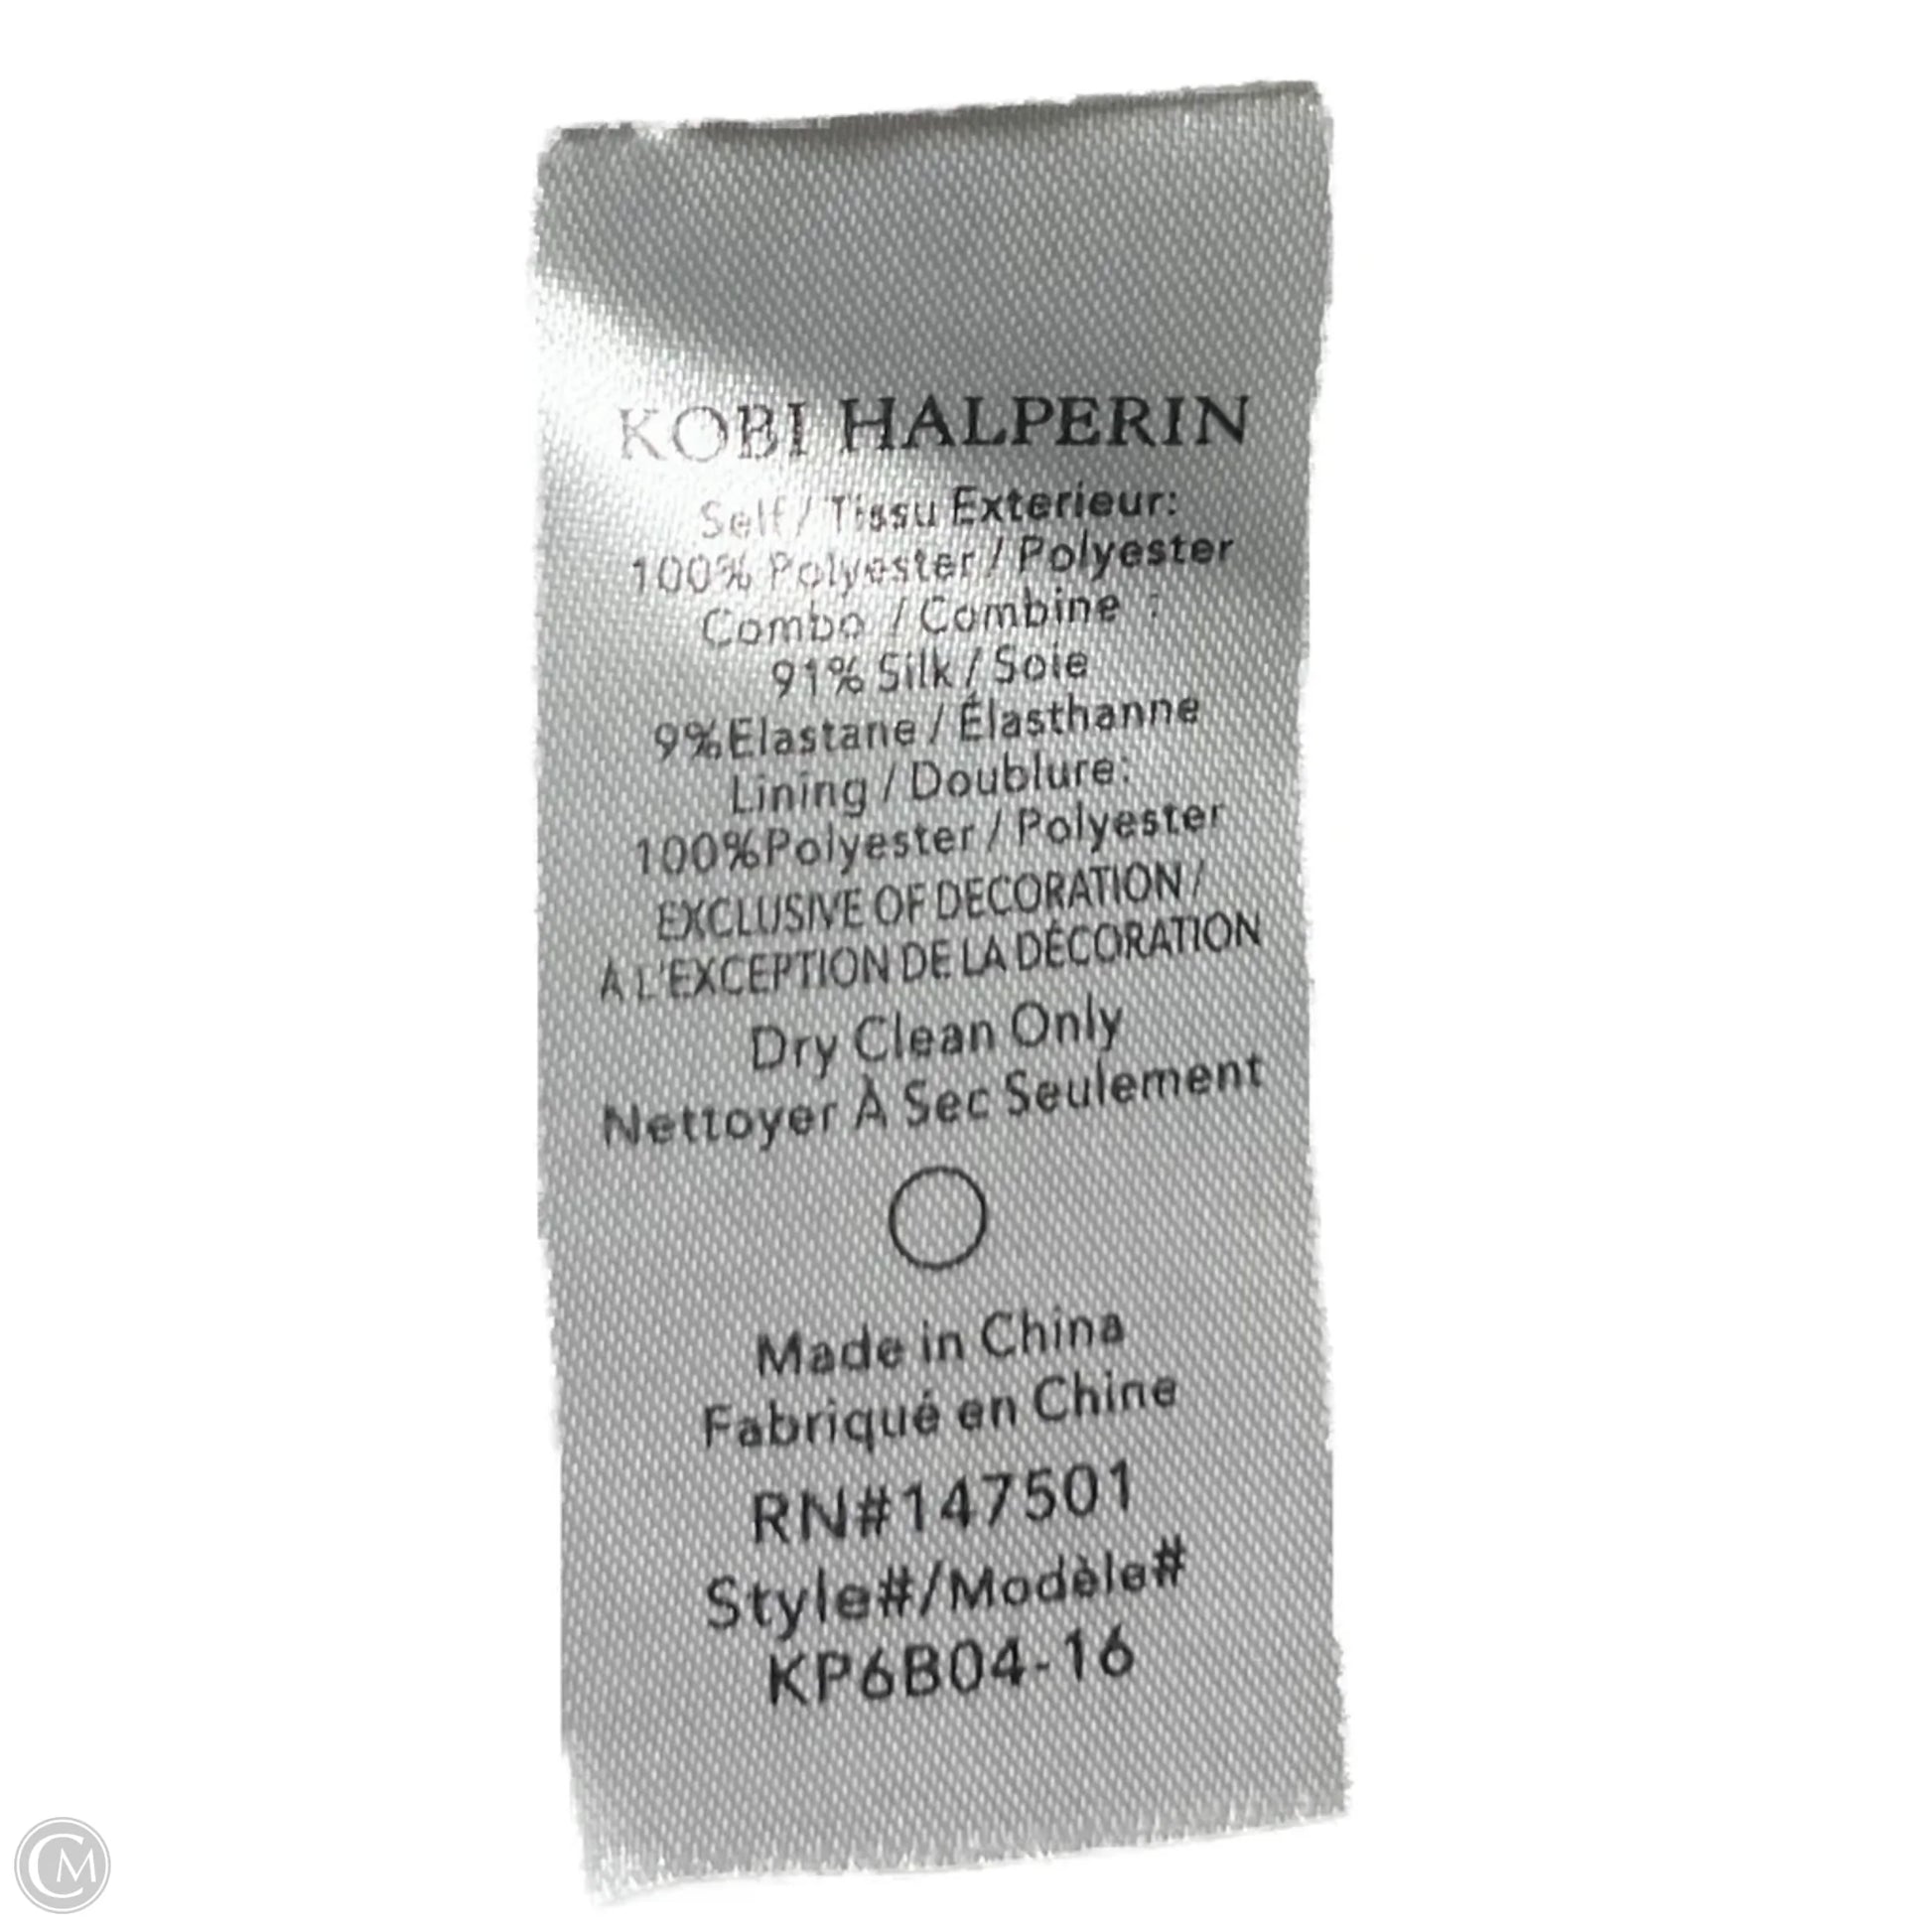 KOBI HALPERIN
Self / Tissu Exterieur:
100% Polyester / Polyester
Combo / Combine :
91% Silk / Soie
9%Elastane / Élasthanne
Lining / Doublure:
100%Polyester / Polyester
EXCLUSIVE OF DECORATION /
À L'EXCEPTION DE LA DÉCORATION
Dry Clean Only
Nettoyer À Sec Seulement
Made in China
Fabriqué en Chine
RN#147501
Style#/Modèle#
KP6B04-16
CM